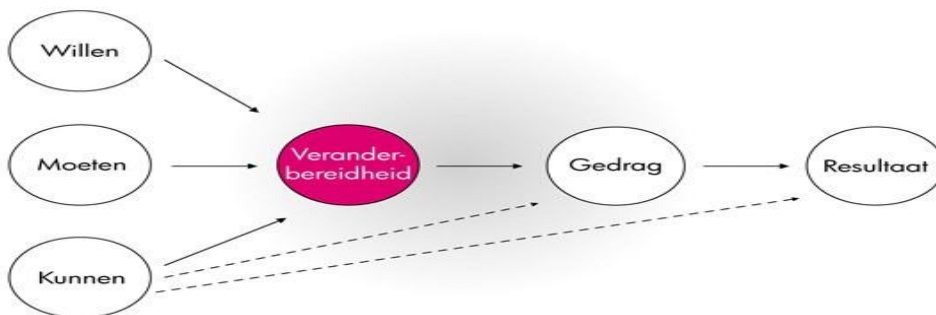 Willen
Moeten
Verander-
bereidheid
Gedrag
Resultaat
Kunnen